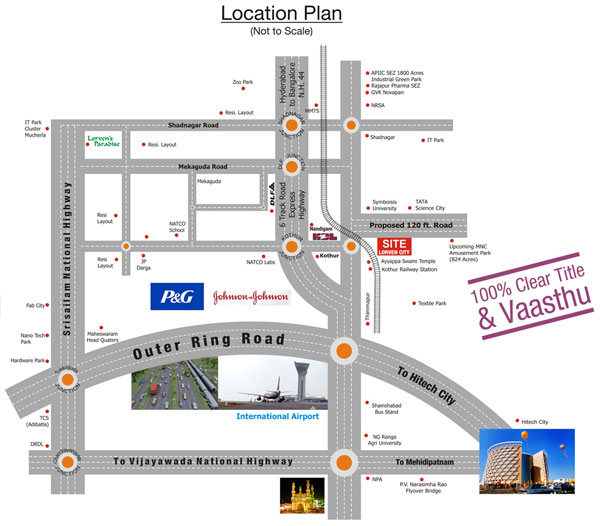 Location Plan
(Not to Scale)
Zoo Park
Hyderabad
to Bangalore
N.H. 44
APIIC SEZ 1800 Acres
Industrial Green Park
Rajapur Pharma SEZ
GVK Novapan
NRSA
MMTS
Resi. Layout
IT Park
Cluster
Mucherla
Shadnagar Road
SHADNAGAR
JUNCTION
Shadnagar
IT Park
Lorven's
Paradise
Resi. Layout
Mekaguda Road
DLF JUNCTION
Mekaguda
DLF
6 Track Road
Express
Highway
Symboisis
University
TATA
Science City
Resi
Layout
NATCO
School
Nandigam
Proposed 120 ft. Road
KOTHUR
JUNCTION
SITE
LORVEN CITY
Upcoming MNC
Amusement Park
(824 Acres)
Resi
Layout
JP
Darga
NATCO Labs
Kothur
Ayyappa Swami Temple
Kothur Railway Station
Srisailam National Highway
P&G
Johnson & Johnson
100% Clear Title
& Vaasthu
Fab City
Thimmapur
Textile Park
Nano Tech
Park
Maheswaram
Head Quaters
Outer Ring Road
Hardware Park
To Hitech City
JUNCTION
International Airport
Shamshabad
Bus Stand
TCS
(Adibatla)
Hitech City
NG Ranga
Agri University
DRDL
JUNCTION
To Vijayawada National Highway
To Mehidipatnam
NPA
P.V. Narasimha Rao
Flyover Bridge